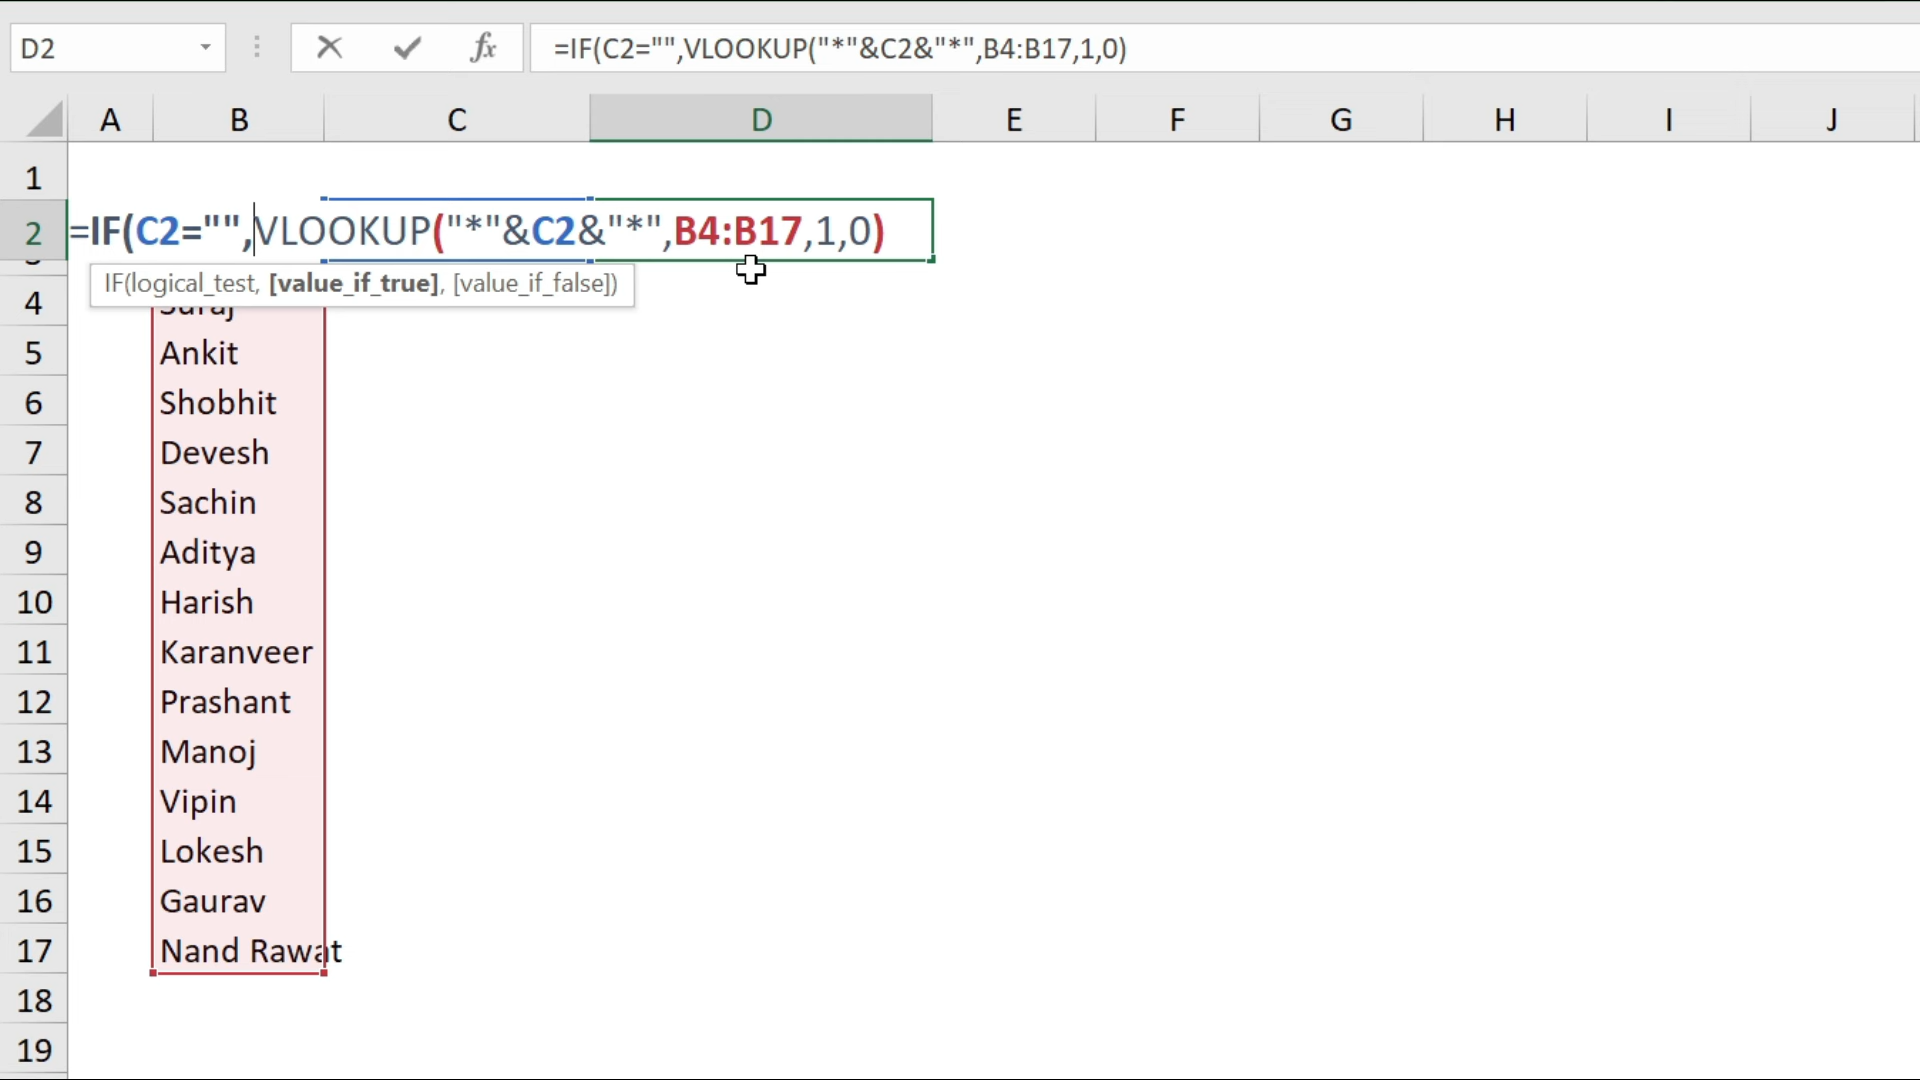 D2 fx =IF(C2="",VLOOKUP("*"&C2&"*",B4:B17,1,0)
A B C D E F G H I J
1
2 =IF(C2="",VLOOKUP("*"&C2&"*",B4:B17,1,0)
IF(logical_test, [value_if_true], [value_if_false])
4 Suraj
5 Ankit
6 Shobhit
7 Devesh
8 Sachin
9 Aditya
10 Harish
11 Karanveer
12 Prashant
13 Manoj
14 Vipin
15 Lokesh
16 Gaurav
17 Nand Rawat
18
19